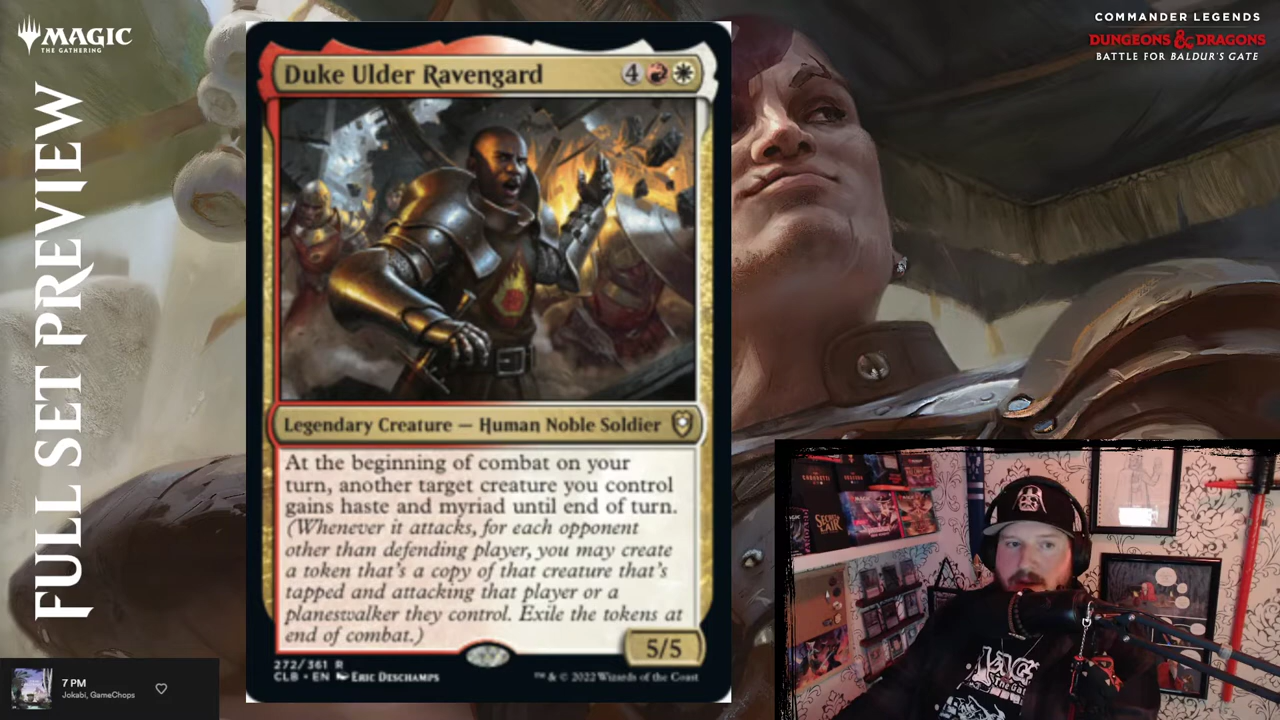 MAGIC
THE GATHERING
FULL SET PREVIEW
COMMANDER LEGENDS
DUNGEONS & DRAGONS
BATTLE FOR BALDUR'S GATE
Duke Ulder Ravengard 4
Legendary Creature — Human Noble Soldier
At the beginning of combat on your
turn, another target creature you control
gains haste and myriad until end of turn.
(Whenever it attacks, for each opponent
other than defending player, you may create
a token that's a copy of that creature that's
tapped and attacking that player or a
planeswalker they control. Exile the tokens at
end of combat.)
5/5
272/361 R
CLB • EN ERIC DESCHAMPS
™ & © 2022 Wizards of the Coast
7 PM
Jokabi, GameChops
SECRET
LAIR